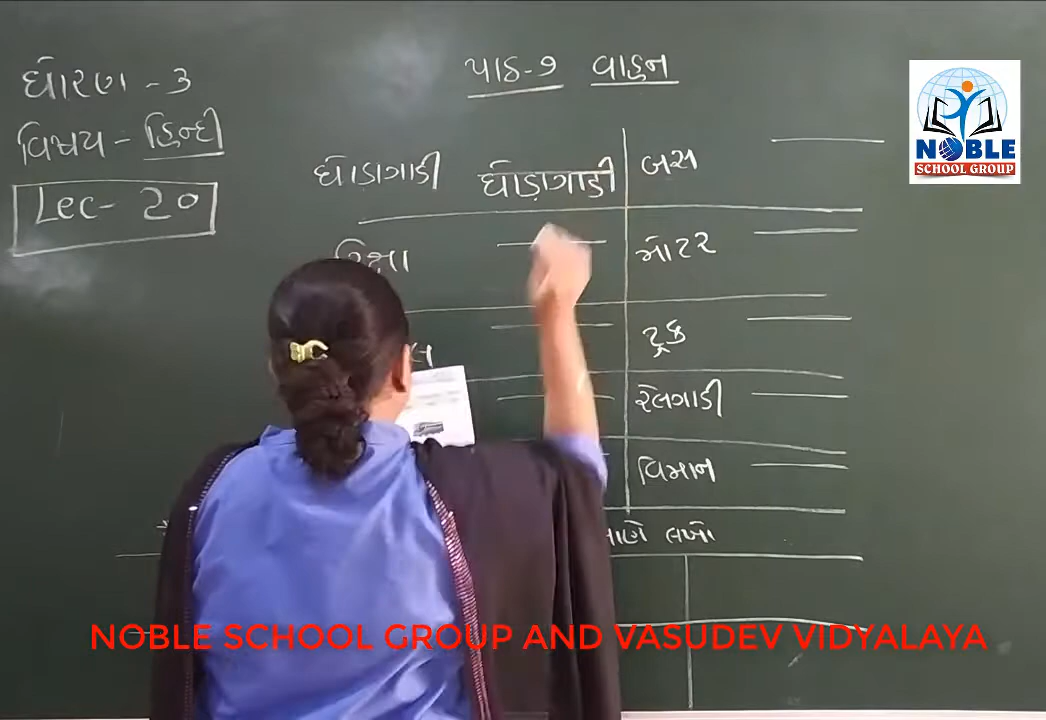 ધોરણ - ૩
વિષય - હિન્દી
Lec - 20
પાઠ-૭ વાહન
NOBLE
SCHOOL GROUP
ઘોડાગાડી ઘોડાગાડી બસ
રિક્ષા મોટર
ટ્રક
રેલગાડી
વિમાન
લખો
NOBLE SCHOOL GROUP AND VASUDEV VIDYALAYA